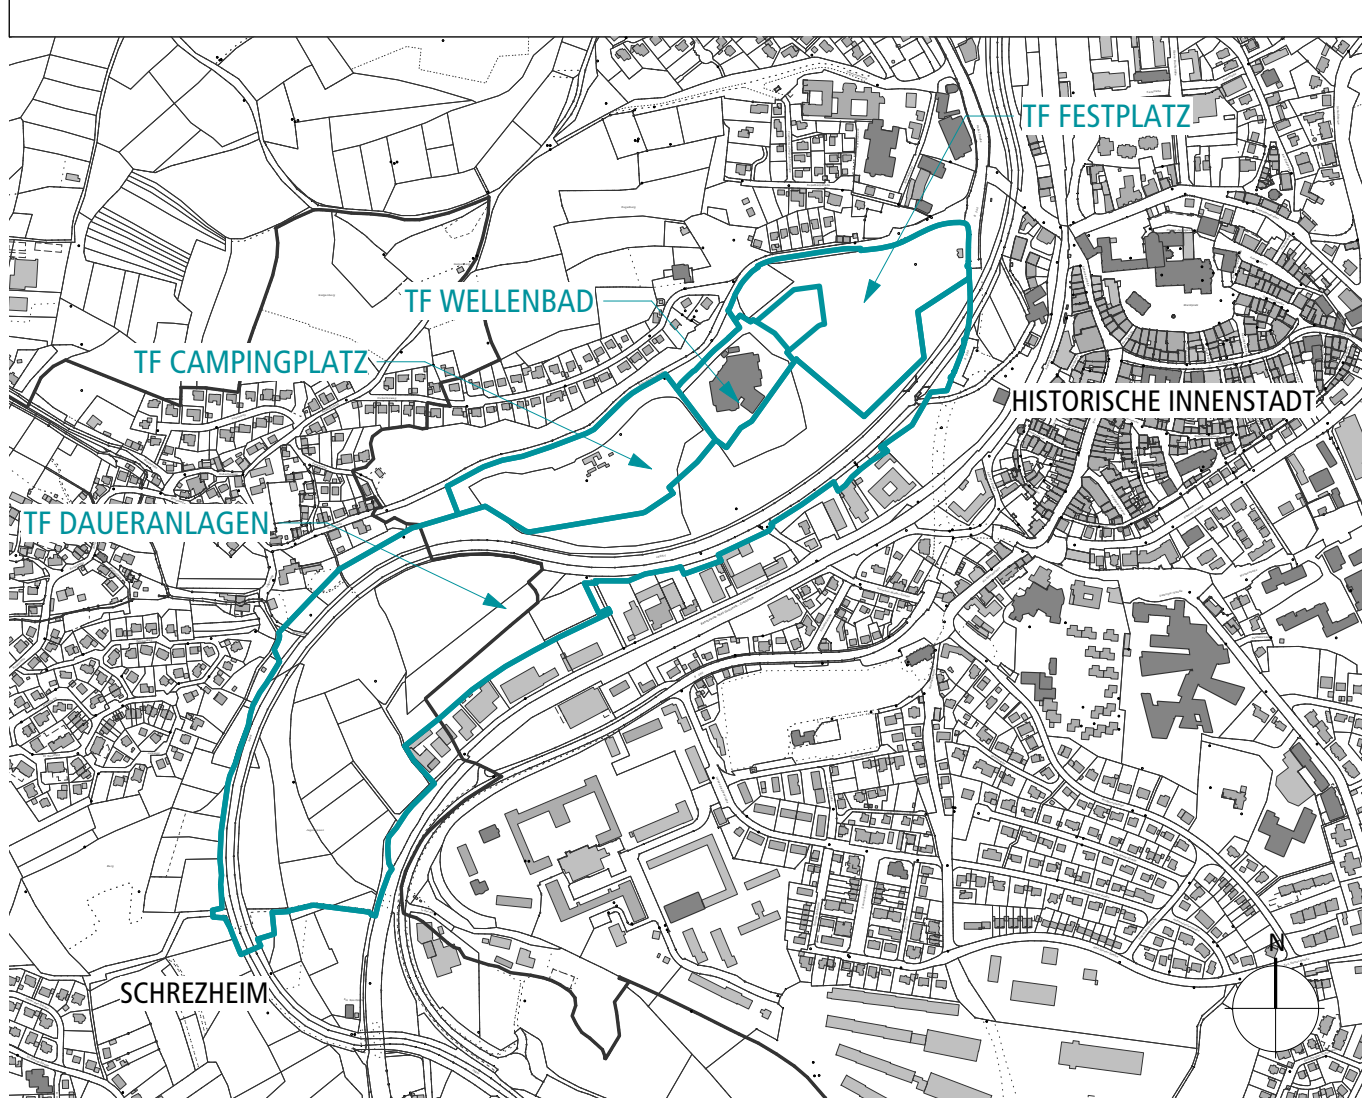 TF FESTPLATZ
TF WELLENBAD
TF CAMPINGPLATZ
HISTORISCHE INNENSTADT
TF DAUERANLAGEN
N
SCHREZHEIM